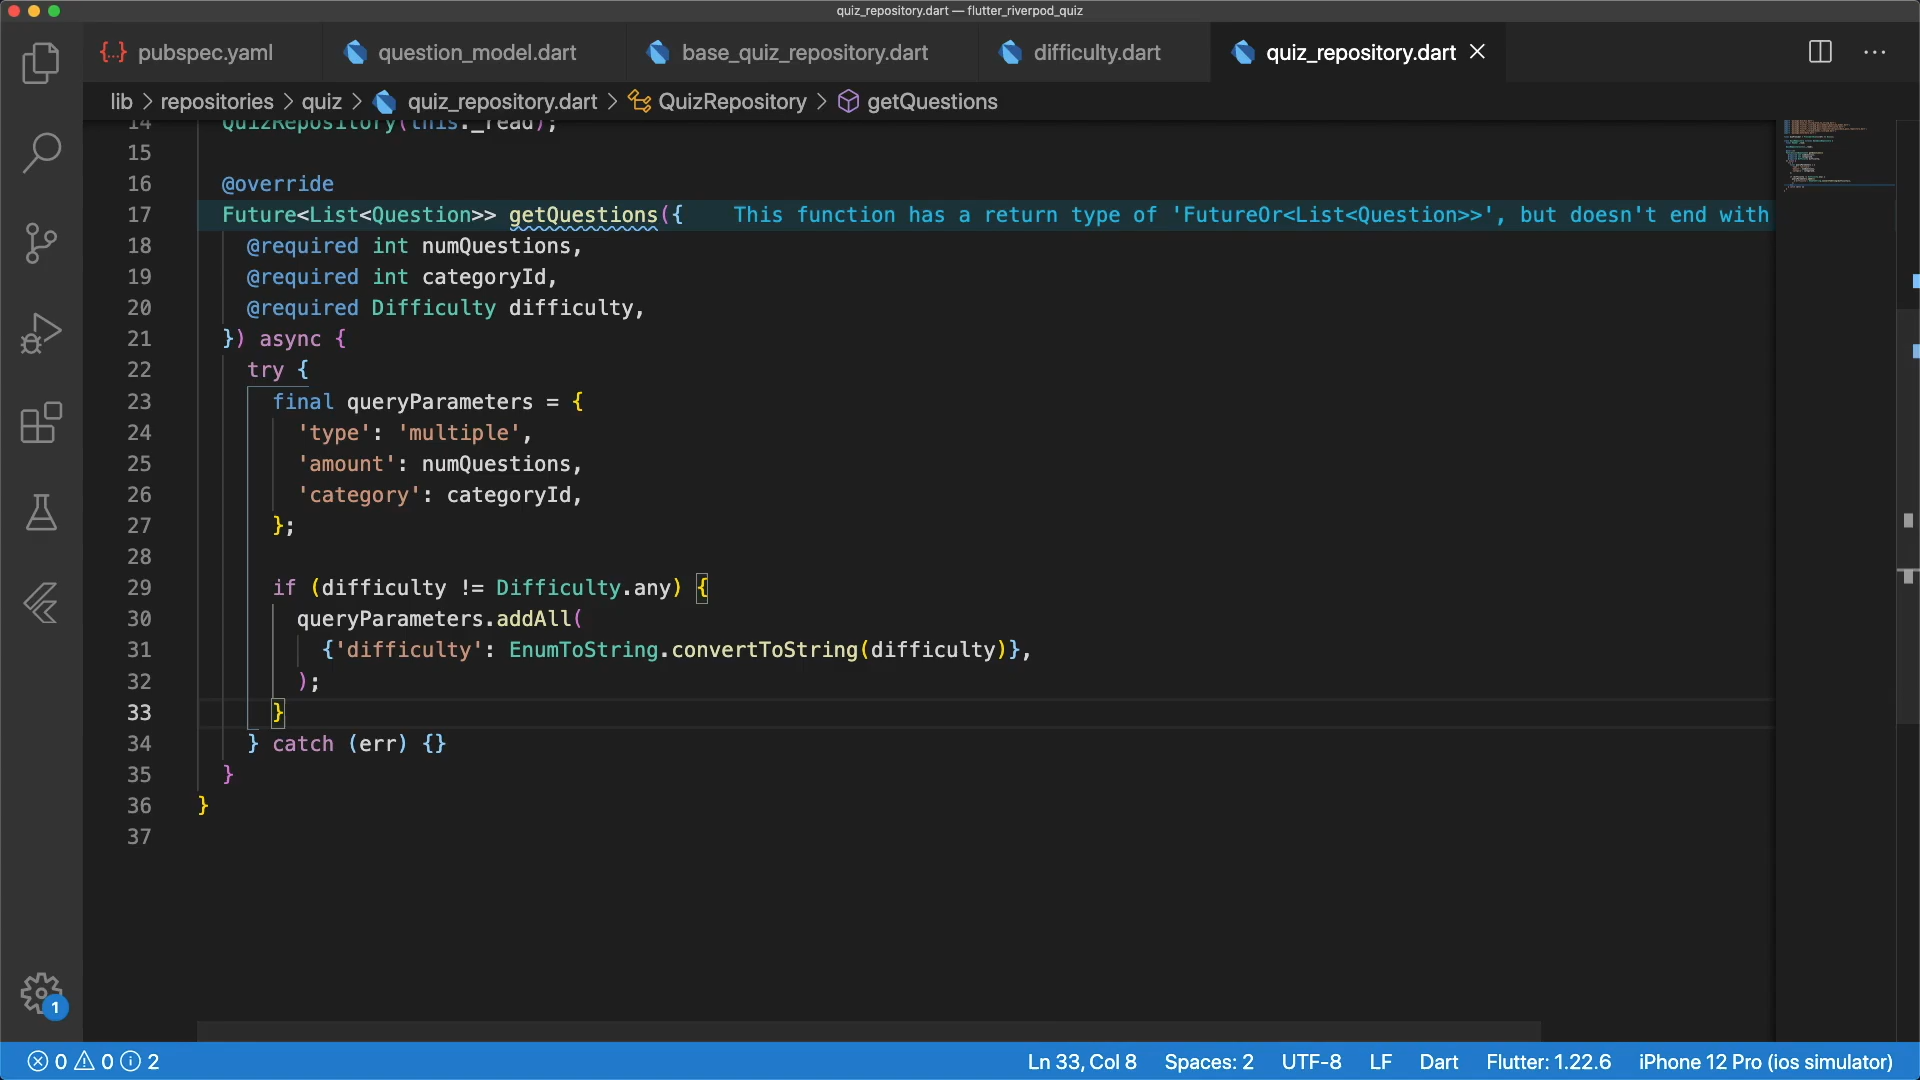 quiz_repository.dart — flutter_riverpod_quiz
{..} pubspec.yaml question_model.dart base_quiz_repository.dart difficulty.dart quiz_repository.dart
lib > repositories > quiz > quiz_repository.dart > QuizRepository > getQuestions
14 QuizRepository(this._read);
15
16 @override
17 Future<List<Question>> getQuestions({ This function has a return type of 'FutureOr<List<Question>>', but doesn't end with
18 @required int numQuestions,
19 @required int categoryId,
20 @required Difficulty difficulty,
21 }) async {
22 try {
23 final queryParameters = {
24 'type': 'multiple',
25 'amount': numQuestions,
26 'category': categoryId,
27 };
28
29 if (difficulty != Difficulty.any) {
30 queryParameters.addAll(
31 {'difficulty': EnumToString.convertToString(difficulty)},
32 );
33 }
34 } catch (err) {}
35 }
36 }
37
1
0 0 2 Ln 33, Col 8 Spaces: 2 UTF-8 LF Dart Flutter: 1.22.6 iPhone 12 Pro (ios simulator)